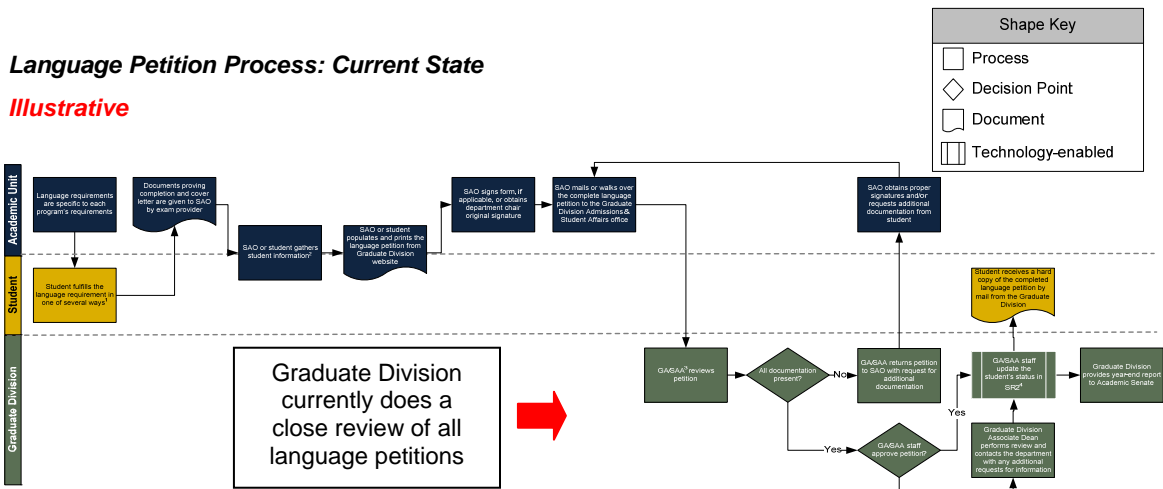 Shape Key
Process
Decision Point
Document
Technology-enabled
Language Petition Process: Current State
Illustrative
Academic Unit
Language requirements
are specific to each
program's requirements
Documents proving
completion and cover
letter are given to SAO
by exam provider
SAO or student gathers
student information2
SAO or student
populates and prints the
language petition from
Graduate Division
website
SAO signs form, if
applicable, or obtains
department chair
original signature
SAO mails or walks over
the complete language
petition to the Graduate
Division Admissions &
Student Affairs office
SAO obtains proper
signatures and/or
requests additional
documentation from
student
Student
Student fulfills the
language requirement in
one of several ways1
Student receives a hard
copy of the completed
language petition by
mail from the Graduate
Division
Graduate Division
Graduate Division
currently does a
close review of all
language petitions
GA/SAA3 reviews
petition
All documentation
present?
No
GA/SAA returns petition
to SAO with request for
additional
documentation
GA/SAA staff
update the
student's status in
SR24
Graduate Division
provides year-end report
to Academic Senate
Yes
Yes
GA/SAA staff
approve petition?
Graduate Division
Associate Dean
performs review and
contacts the department
with any additional
requests for information